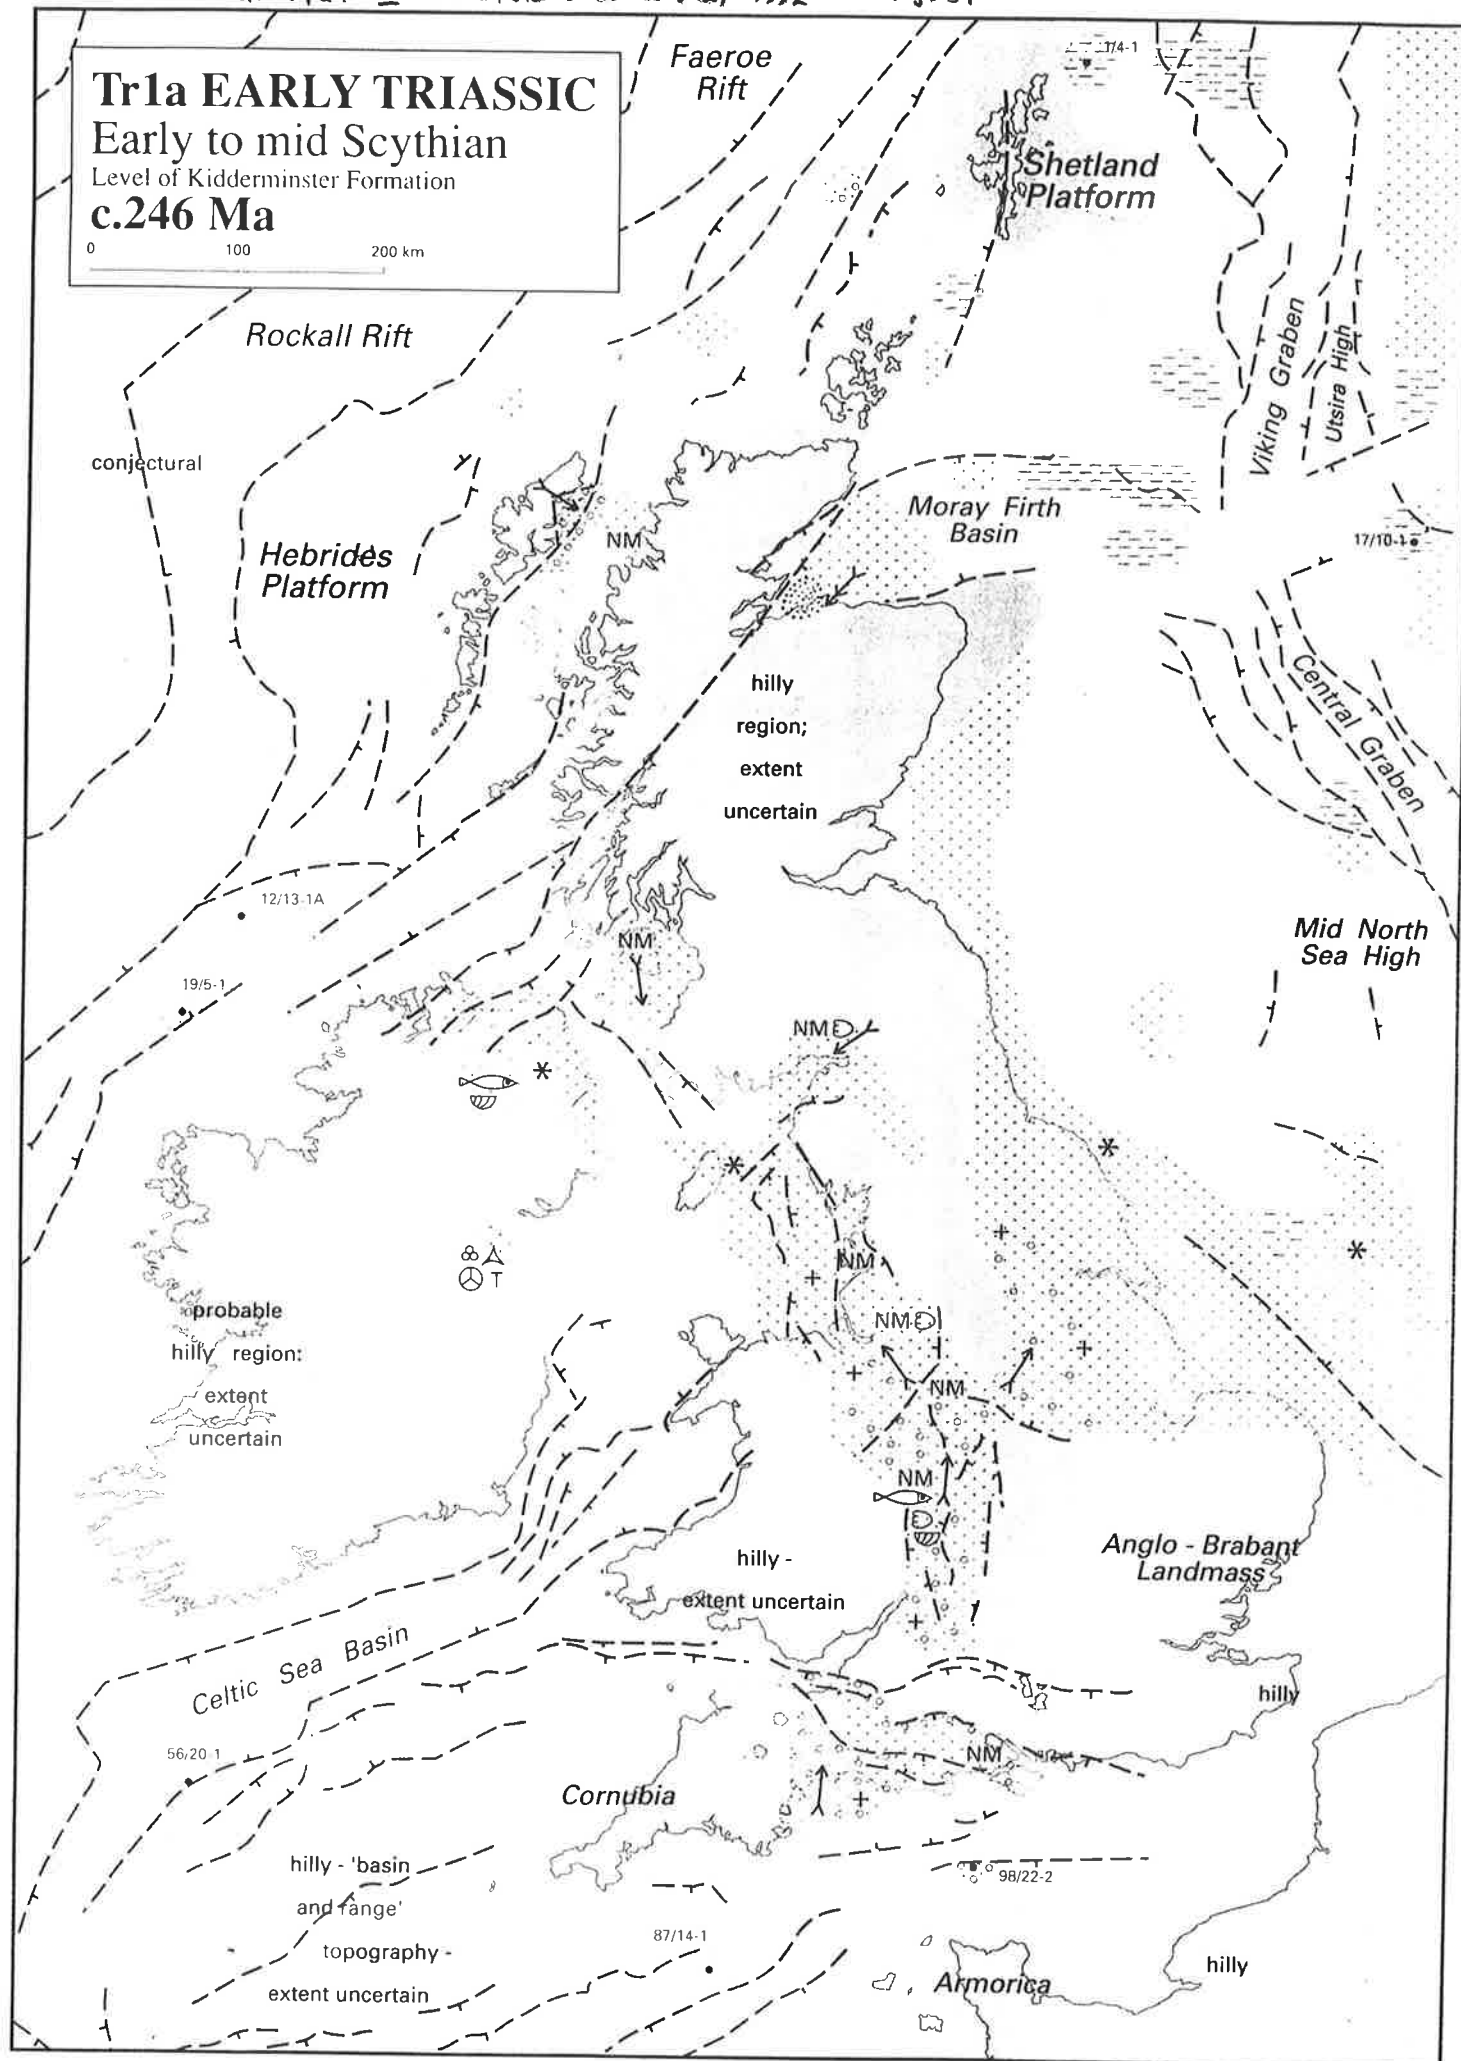 Tr1a EARLY TRIASSIC
Early to mid Scythian
Level of Kidderminster Formation
c.246 Ma
0 100 200 km
Faeroe
Rift
1/4-1
Shetland
Platform
Rockall Rift
Viking Graben
Utsira High
conjectural
Moray Firth
Basin
NM
17/10-1
Hebrides
Platform
hilly
region;
extent
uncertain
Central Graben
12/13-1A
NM
Mid North
Sea High
19/5-1
NM
NM
NM
probable
hilly region:
extent
uncertain
NM
NM
Anglo - Brabant
Landmass
hilly -
extent uncertain
Celtic Sea Basin
hilly
56/20-1
NM
Cornubia
hilly - 'basin
and range'
topography -
extent uncertain
98/22-2
87/14-1
hilly
Armorica